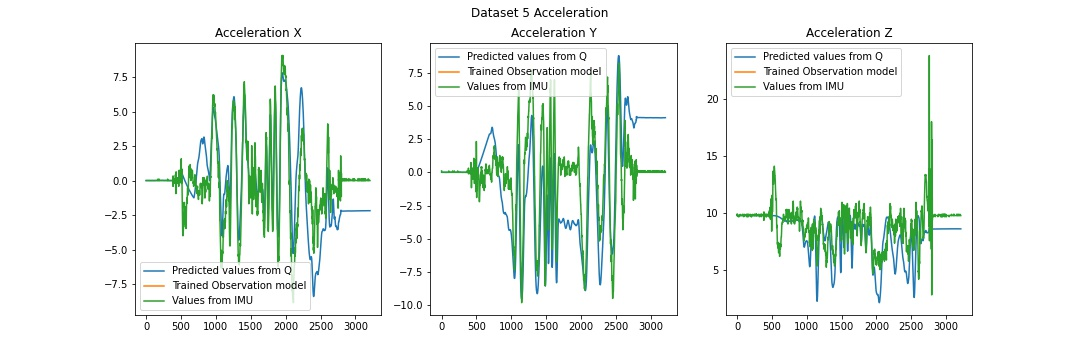 Dataset 5 Acceleration
Acceleration X
7.5
5.0
2.5
0.0
−2.5
−5.0
−7.5
Predicted values from Q
Trained Observation model
Values from IMU
0 500 1000 1500 2000 2500 3000
Acceleration Y
Predicted values from Q
Trained Observation model
Values from IMU
7.5
5.0
2.5
0.0
−2.5
−5.0
−7.5
−10.0
0 500 1000 1500 2000 2500 3000
Acceleration Z
Predicted values from Q
Trained Observation model
Values from IMU
20
15
10
5
0 500 1000 1500 2000 2500 3000